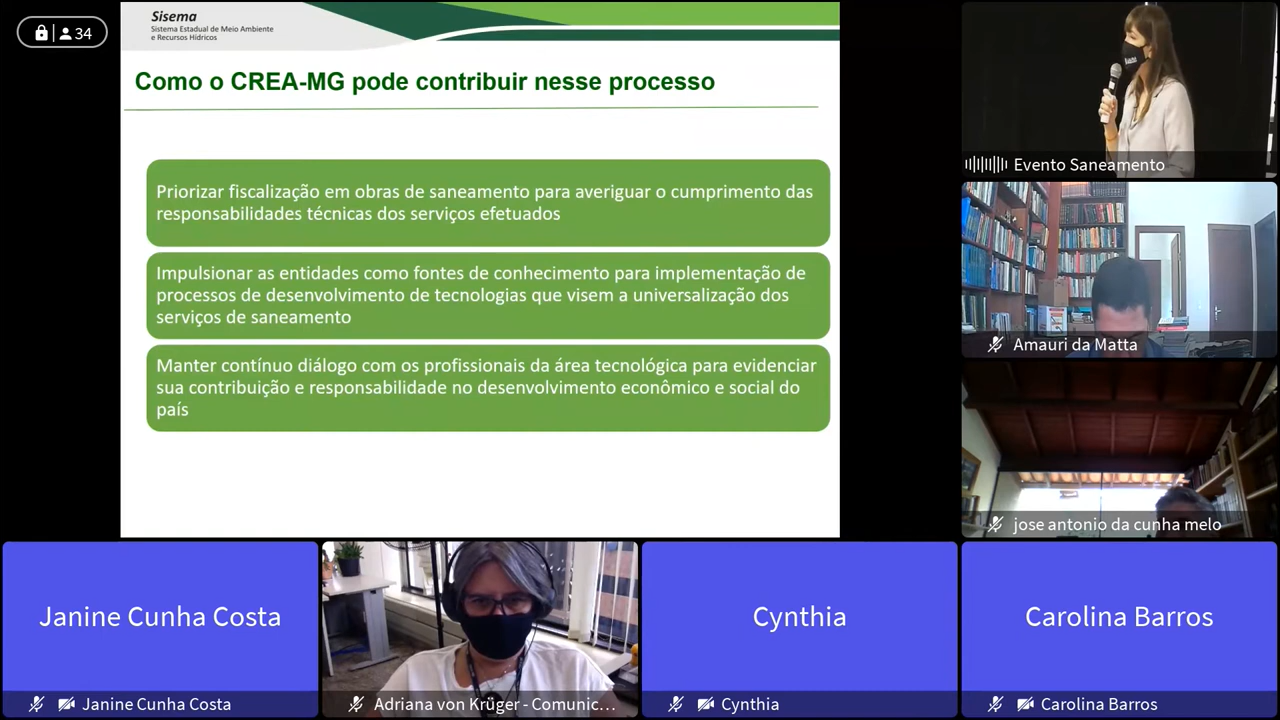 34
Sisema
Sistema Estadual de Meio Ambiente
e Recursos Hídricos
Como o CREA-MG pode contribuir nesse processo
Priorizar fiscalização em obras de saneamento para averiguar o cumprimento das
responsabilidades técnicas dos serviços efetuados
Impulsionar as entidades como fontes de conhecimento para implementação de
processos de desenvolvimento de tecnologias que visem a universalização dos
serviços de saneamento
Manter contínuo diálogo com os profissionais da área tecnológica para evidenciar
sua contribuição e responsabilidade no desenvolvimento econômico e social do
país
Evento Saneamento
Amauri da Matta
jose antonio da cunha melo
Janine Cunha Costa
Janine Cunha Costa
Adriana von Krüger - Comunic...
Cynthia
Cynthia
Carolina Barros
Carolina Barros